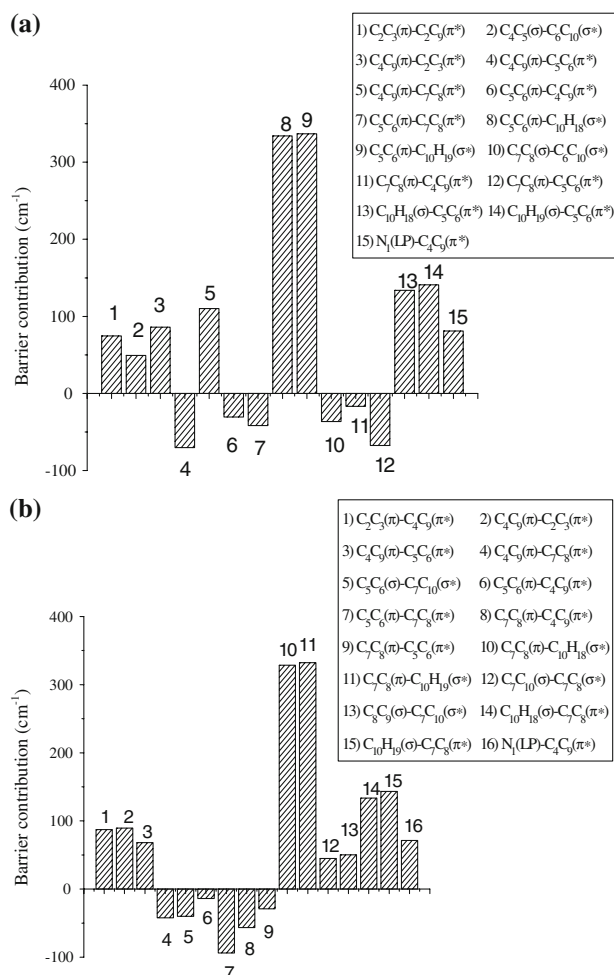 (a)
1) C₂C₃(π)-C₂C₉(π*) 2) C₄C₅(σ)-C₆C₁₀(σ*)
3) C₄C₉(π)-C₂C₃(π*) 4) C₄C₉(π)-C₅C₆(π*)
5) C₄C₉(π)-C₇C₈(π*) 6) C₅C₆(π)-C₄C₉(π*)
7) C₅C₆(π)-C₇C₈(π*) 8) C₅C₆(π)-C₁₀H₁₈(σ*)
9) C₅C₆(π)-C₁₀H₁₉(σ*) 10) C₇C₈(σ)-C₆C₁₀(σ*)
11) C₇C₈(π)-C₄C₉(π*) 12) C₇C₈(π)-C₅C₆(π*)
13) C₁₀H₁₈(σ)-C₅C₆(π*) 14) C₁₀H₁₉(σ)-C₅C₆(π*)
15) N₁(LP)-C₄C₉(π*)
Barrier contribution (cm⁻¹)
400
300
200
100
0
-100
1 2 3 4 5 6 7 8 9 10 11 12 13 14 15
(b)
1) C₂C₃(π)-C₄C₉(π*) 2) C₄C₉(π)-C₂C₃(π*)
3) C₄C₉(π)-C₅C₆(π*) 4) C₄C₉(π)-C₇C₈(π*)
5) C₅C₆(σ)-C₇C₁₀(σ*) 6) C₅C₆(π)-C₄C₉(π*)
7) C₅C₆(π)-C₇C₈(π*) 8) C₇C₈(π)-C₄C₉(π*)
9) C₇C₈(π)-C₅C₆(π*) 10) C₇C₈(π)-C₁₀H₁₈(σ*)
11) C₇C₈(π)-C₁₀H₁₉(σ*) 12) C₇C₁₀(σ)-C₇C₈(σ*)
13) C₈C₉(σ)-C₇C₁₀(σ*) 14) C₁₀H₁₈(σ)-C₇C₈(π*)
15) C₁₀H₁₉(σ)-C₇C₈(π*) 16) N₁(LP)-C₄C₉(π*)
Barrier contribution (cm⁻¹)
400
300
200
100
0
-100
1 2 3 4 5 6 7 8 9 10 11 12 13 14 15 16